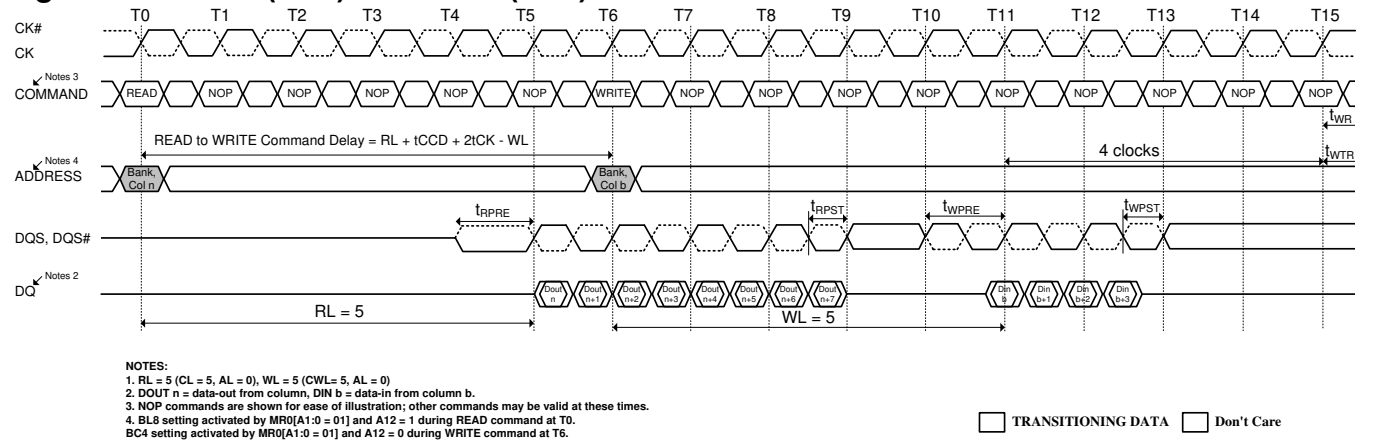 T0 T1 T2 T3 T4 T5 T6 T7 T8 T9 T10 T11 T12 T13 T14 T15
CK#
CK
Notes 3
COMMAND READ NOP NOP NOP NOP NOP WRITE NOP NOP NOP NOP NOP NOP NOP NOP NOP
tWR
READ to WRITE Command Delay = RL + tCCD + 2tCK - WL
4 clocks tWTR
Notes 4
ADDRESS Bank, Col n Bank, Col b
tRPRE tRPST tWPRE tWPST
DQS, DQS#
Notes 2
DQ Dout n Dout n+1 Dout n+2 Dout n+3 Dout n+4 Dout n+5 Dout n+6 Dout n+7 Din b Din b+1 Din b+2 Din b+3
RL = 5 WL = 5
NOTES:
1. RL = 5 (CL = 5, AL = 0), WL = 5 (CWL= 5, AL = 0)
2. DOUT n = data-out from column, DIN b = data-in from column b.
3. NOP commands are shown for ease of illustration; other commands may be valid at these times.
4. BL8 setting activated by MR0[A1:0 = 01] and A12 = 1 during READ command at T0.
BC4 setting activated by MR0[A1:0 = 01] and A12 = 0 during WRITE command at T6.
TRANSITIONING DATA Don't Care